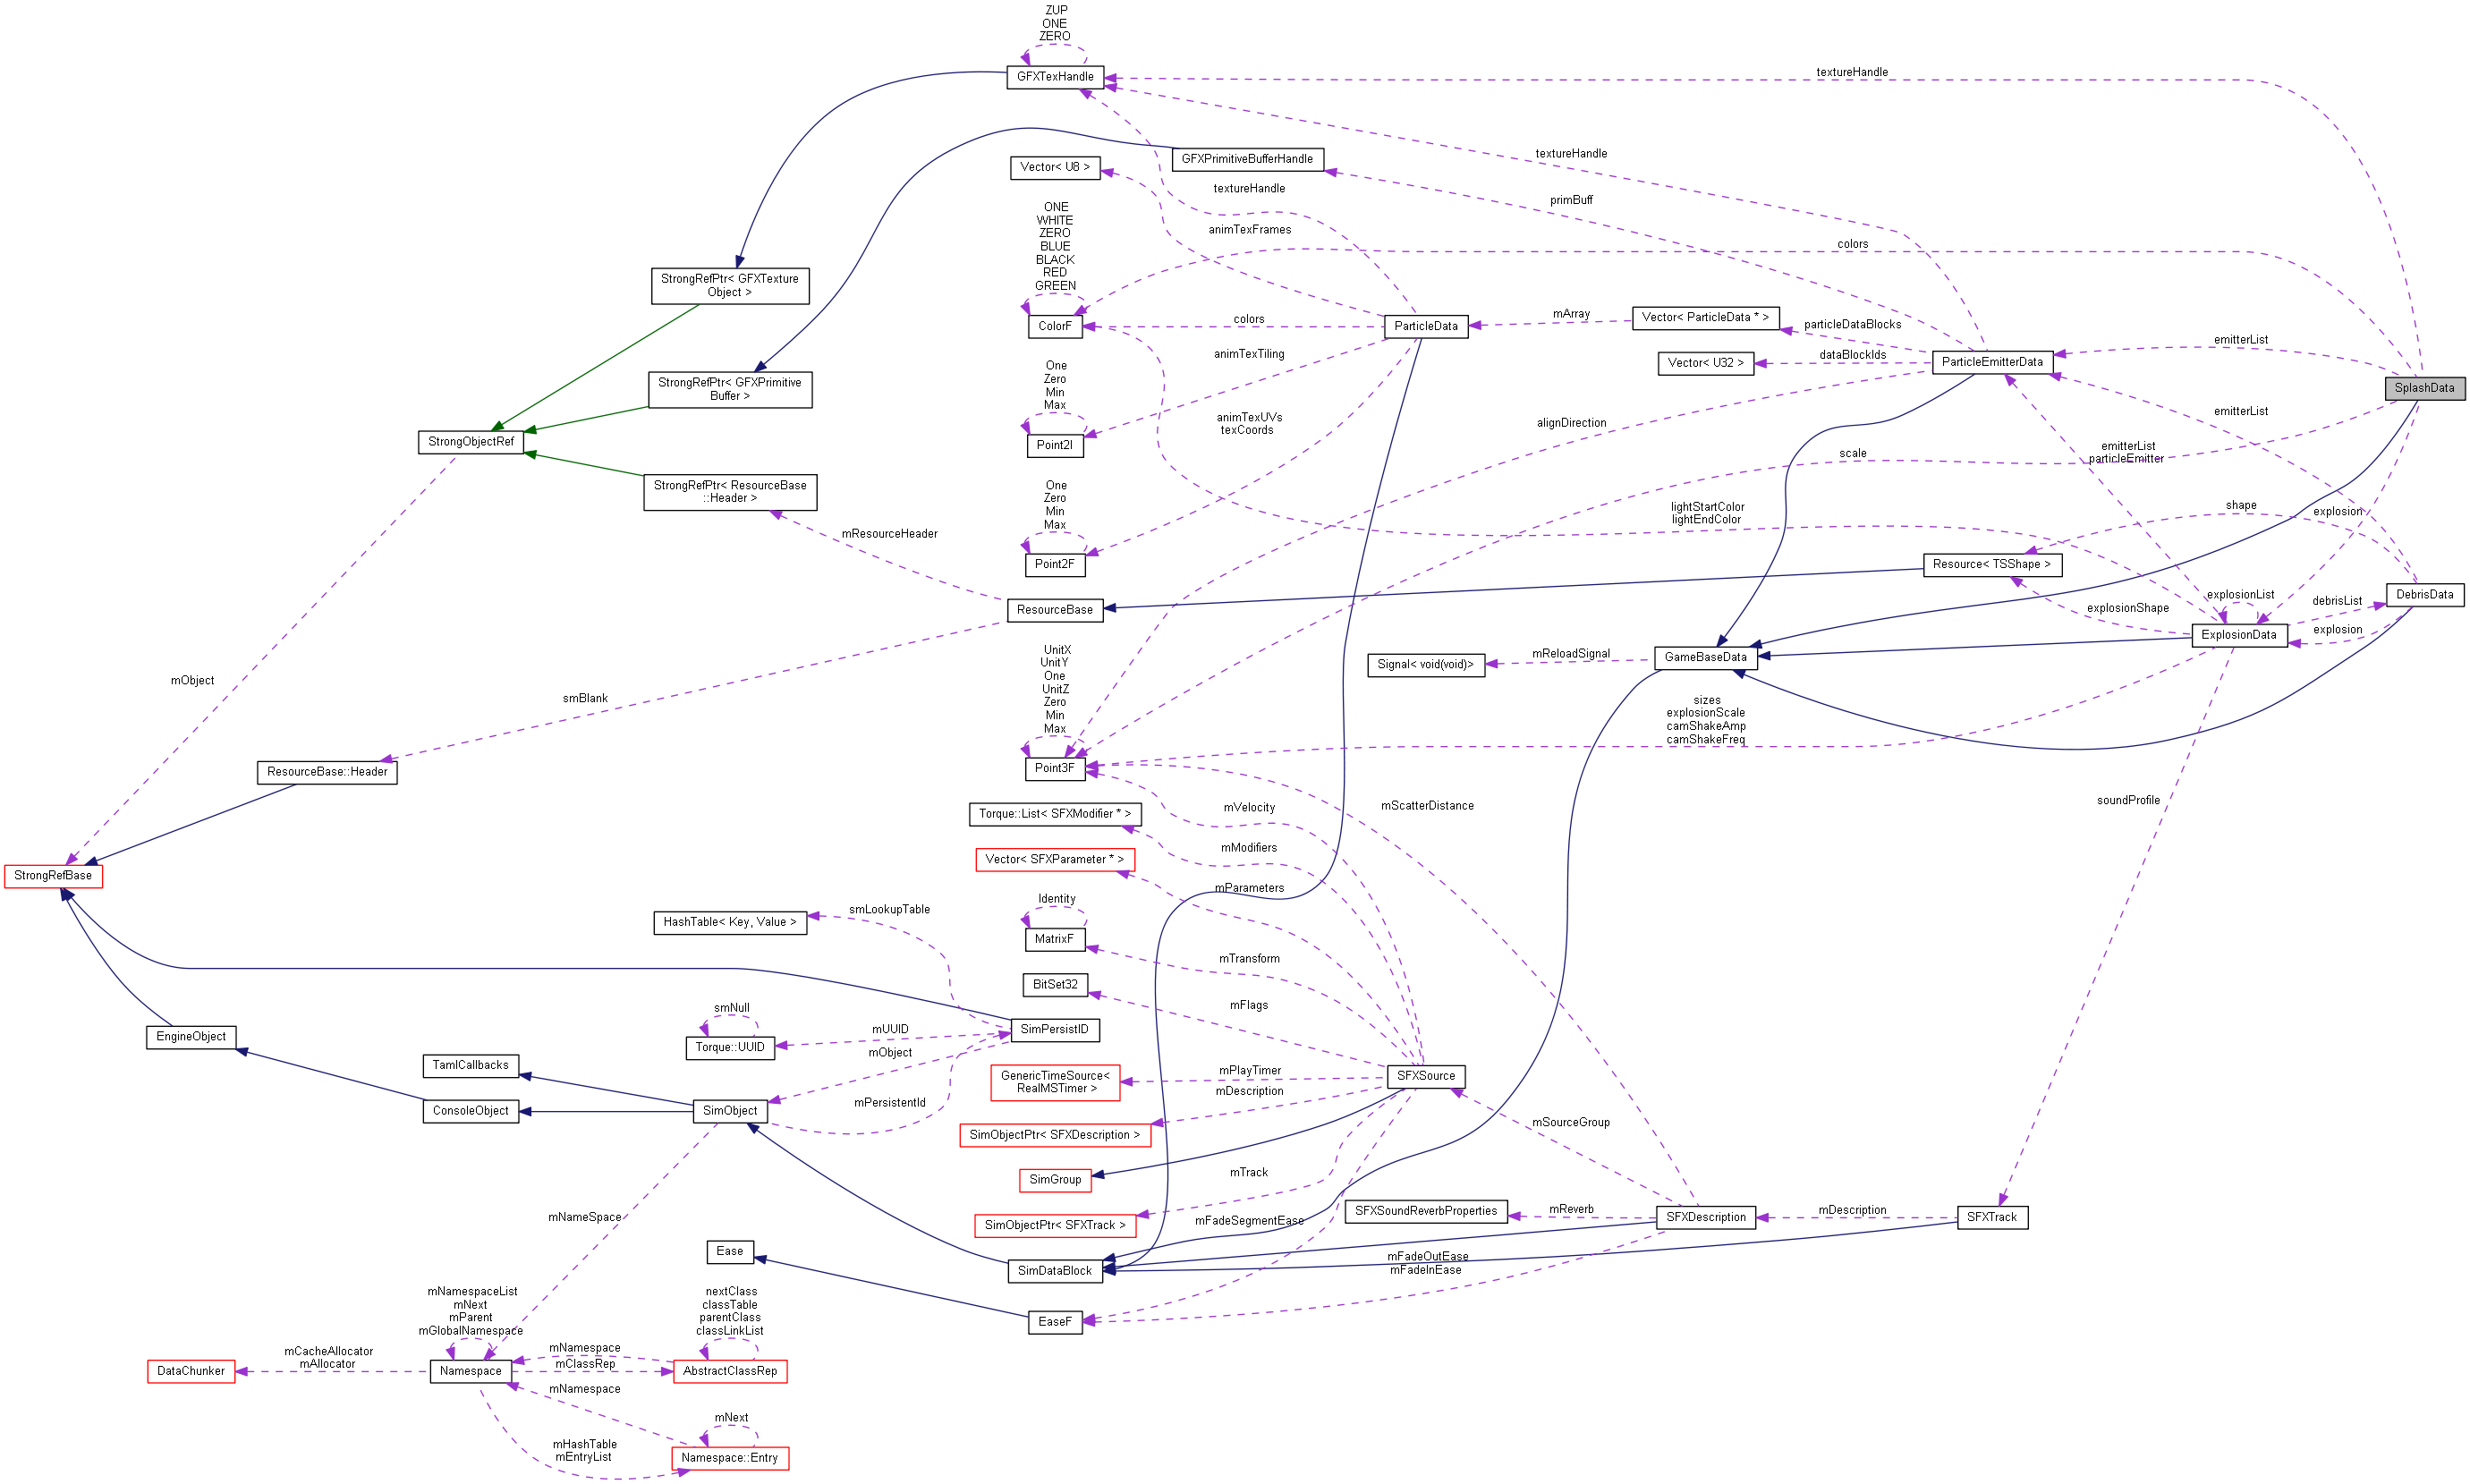 ZUP
ONE
ZERO
GFXTexHandle
textureHandle
GFXPrimitiveBufferHandle
textureHandle
Vector< U8 >
textureHandle
primBuff
ONE
WHITE
ZERO
BLUE
BLACK
RED
GREEN
animTexFrames
colors
StrongRefPtr< GFXTexture
Object >
ColorF
colors
ParticleData
mArray
Vector< ParticleData * >
particleDataBlocks
emitterList
animTexTiling
dataBlockIds
Vector< U32 >
ParticleEmitterData
SplashData
StrongRefPtr< GFXPrimitive
Buffer >
One
Zero
Min
Max
Point2I
animTexUVs
texCoords
alignDirection
emitterList
StrongObjectRef
scale
emitterList
particleEmitter
StrongRefPtr< ResourceBase
::Header >
One
Zero
Min
Max
Point2F
lightStartColor
lightEndColor
shape
explosion
mResourceHeader
Resource< TSShape >
ResourceBase
explosionShape
explosionList
debrisList
DebrisData
explosion
ExplosionData
mReloadSignal
Signal< void(void)>
GameBaseData
UnitX
UnitY
One
UnitZ
Zero
Min
Max
Point3F
mObject
smBlank
sizes
explosionScale
camShakeAmp
camShakeFreq
ResourceBase::Header
mVelocity
mScatterDistance
soundProfile
Torque::List< SFXModifier * >
mModifiers
Vector< SFXParameter * >
StrongRefBase
mParameters
smLookupTable
HashTable< Key, Value >
Identity
MatrixF
mTransform
BitSet32
mFlags
smNull
mUUID
SimPersistID
EngineObject
Torque::UUID
mObject
TamlCallbacks
GenericTimeSource<
RealMSTimer >
mPlayTimer
SFXSource
mDescription
mPersistentId
ConsoleObject
SimObject
SimObjectPtr< SFXDescription >
mSourceGroup
SimGroup
mTrack
mNameSpace
SimObjectPtr< SFXTrack >
mFadeSegmentEase
SFXSoundReverbProperties
mReverb
SFXDescription
mDescription
SFXTrack
Ease
SimDataBlock
mFadeOutEase
mFadeInEase
EaseF
mNamespaceList
mNext
mParent
mGlobalNamespace
nextClass
classTable
parentClass
classLinkList
mCacheAllocator
mAllocator
mNamespace
mClassRep
DataChunker
Namespace
AbstractClassRep
mNamespace
mNext
mHashTable
mEntryList
Namespace::Entry